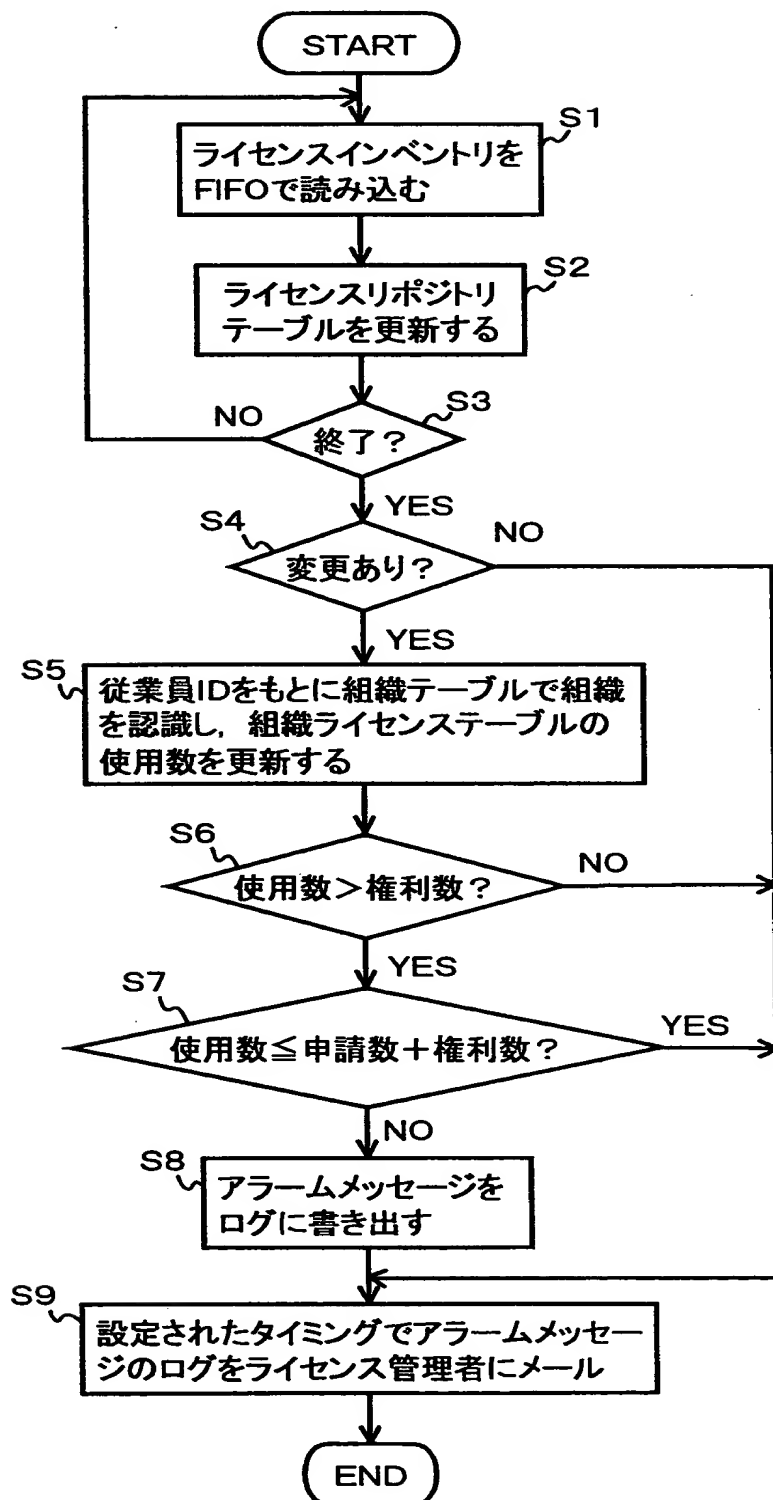 START
S1
ライセンスインベントリを
FIFOで読み込む
S2
ライセンスリポジトリ
テーブルを更新する
S3
NO
終了？
YES
S4
NO
変更あり？
YES
S5
従業員IDをもとに組織テーブルで組織
を認識し，組織ライセンステーブルの
使用数を更新する
S6
NO
使用数＞権利数？
YES
S7
YES
使用数≦申請数＋権利数？
NO
S8
アラームメッセージを
ログに書き出す
S9
設定されたタイミングでアラームメッセー
ジのログをライセンス管理者にメール
END